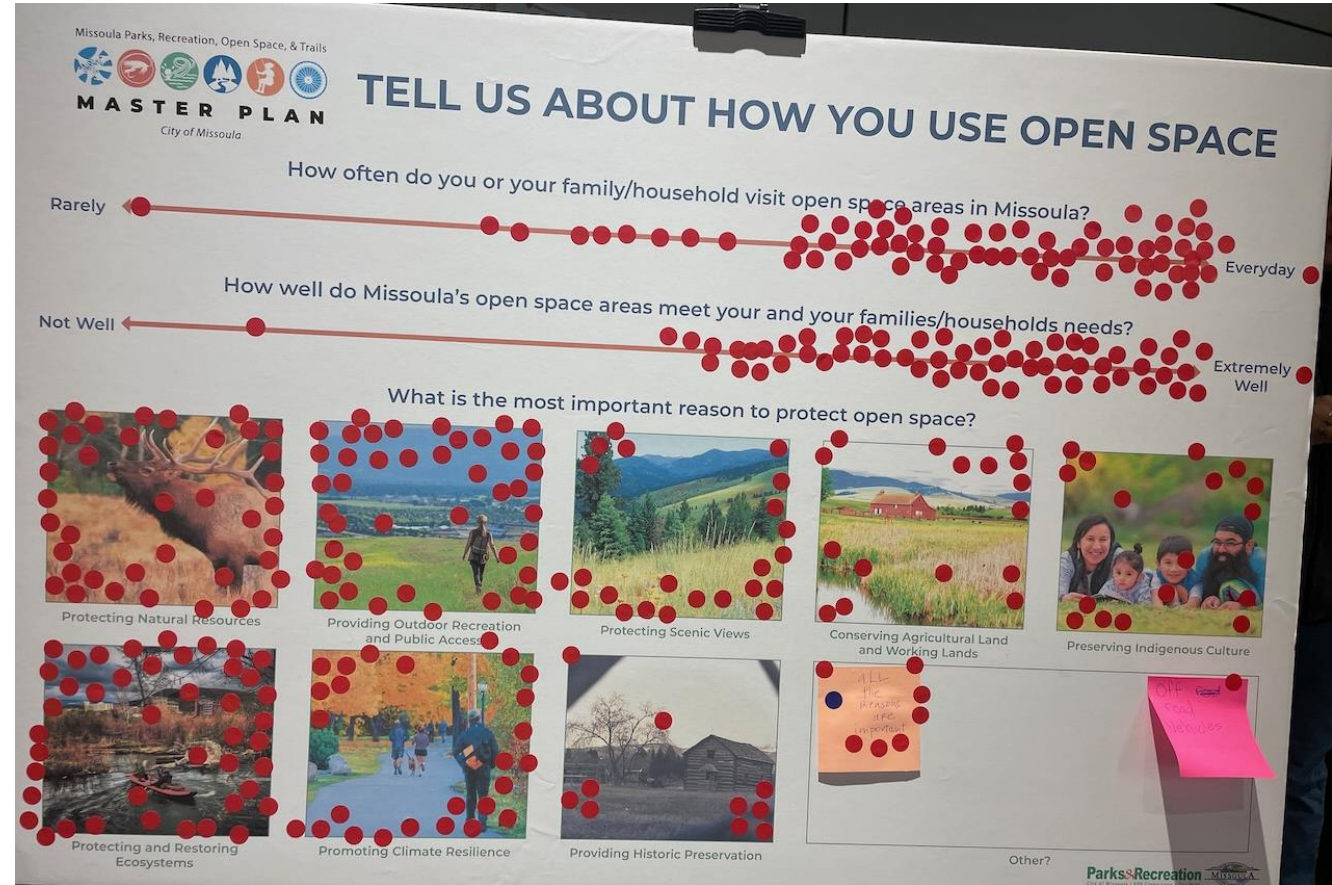 Missoula Parks, Recreation, Open Space, & Trails
MASTER PLAN
City of Missoula
TELL US ABOUT HOW YOU USE OPEN SPACE
How often do you or your family/household visit open space areas in Missoula?
Rarely
Everyday
How well do Missoula's open space areas meet your and your families/households needs?
Not Well
Extremely
Well
What is the most important reason to protect open space?
Protecting Natural Resources
Providing Outdoor Recreation
and Public Access
Protecting Scenic Views
Conserving Agricultural Land
and Working Lands
Preserving Indigenous Culture
Protecting and Restoring
Ecosystems
Promoting Climate Resilience
Providing Historic Preservation
ALL
the
Reasons
are
important
Off
road
Vehicles
Other?
Parks&Recreation
MISSOULA